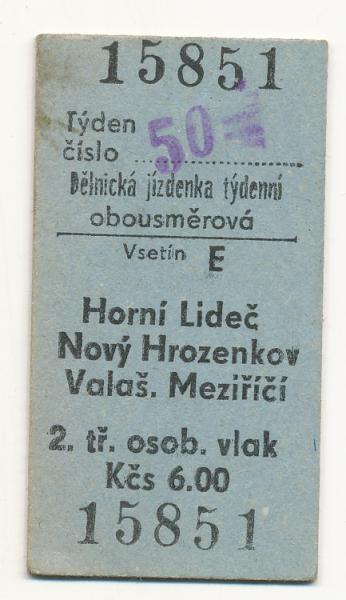 15851
Týden
číslo 50
Dělnická jízdenka týdenní
obousměrová
Vsetín E
Horní Lideč
Nový Hrozenkov
Valaš. Meziříčí
2. tř. osob. vlak
Kčs 6.00
15851